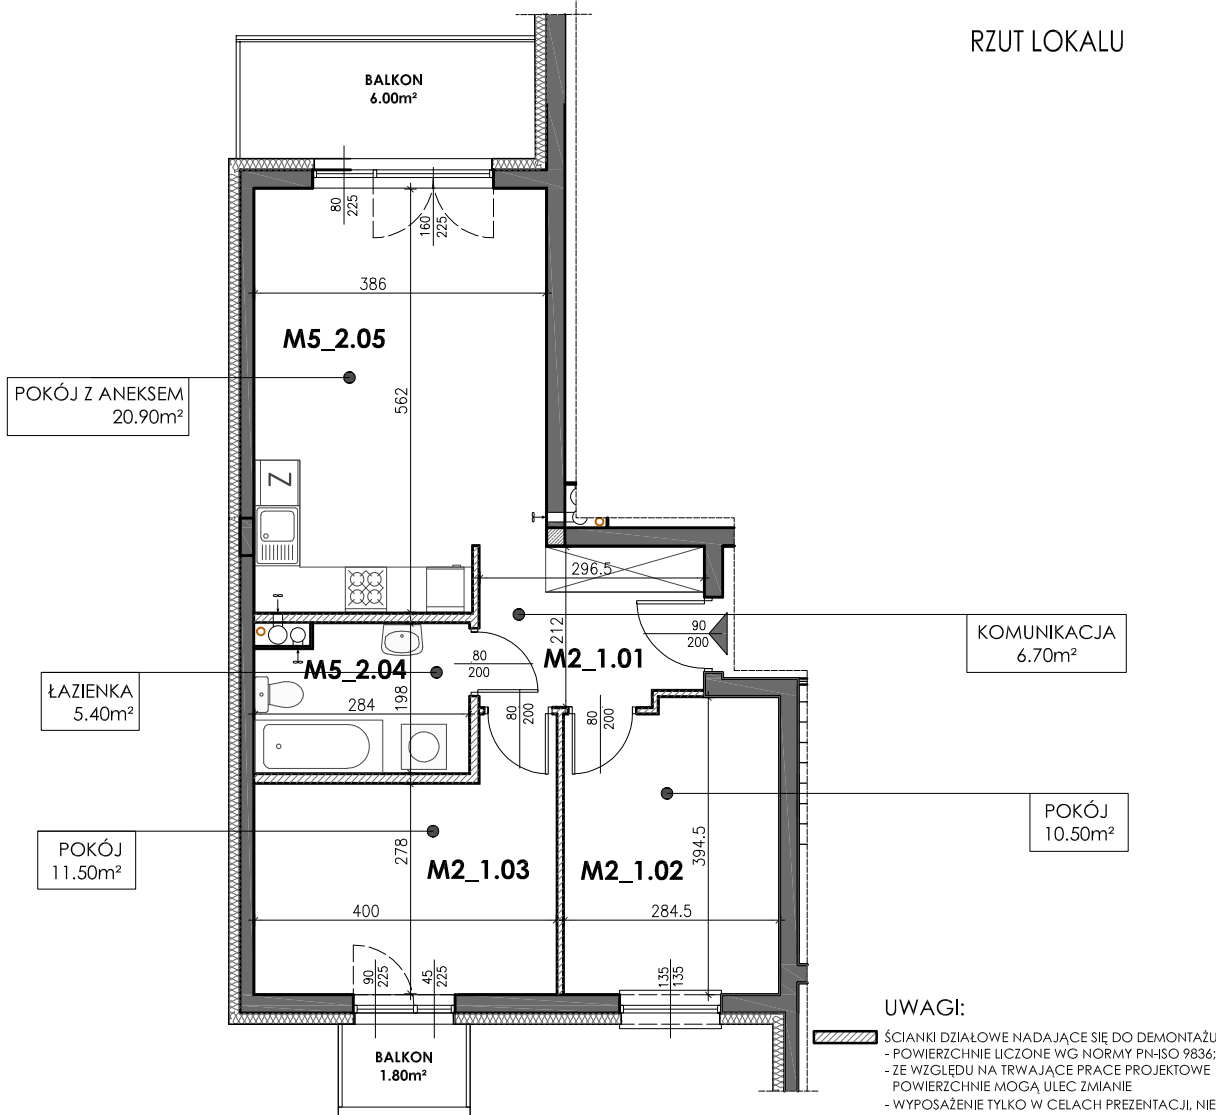 RZUT LOKALU
BALKON
6.00m²
80
225
160
225
386
M5_2.05
POKÓJ Z ANEKSEM
20.90m²
562
Z
296.5
212
90
200
KOMUNIKACJA
6.70m²
M2_1.01
80
200
M5_2.04
ŁAZIENKA
5.40m²
284
198
80
200
80
200
POKÓJ
10.50m²
POKÓJ
11.50m²
278
394.5
M2_1.03
M2_1.02
400
284.5
90
225
45
225
135
135
BALKON
1.80m²
UWAGI:
ŚCIANKI DZIAŁOWE NADAJĄCE SIĘ DO DEMONTAŻU
- POWIERZCHNIE LICZONE WG NORMY PN-ISO 9836;
- ZE WZGLĘDU NA TRWAJĄCE PRACE PROJEKTOWE
POWIERZCHNIE MOGĄ ULEC ZMIANIE
- WYPOSAŻENIE TYLKO W CELACH PREZENTACJI, NIE